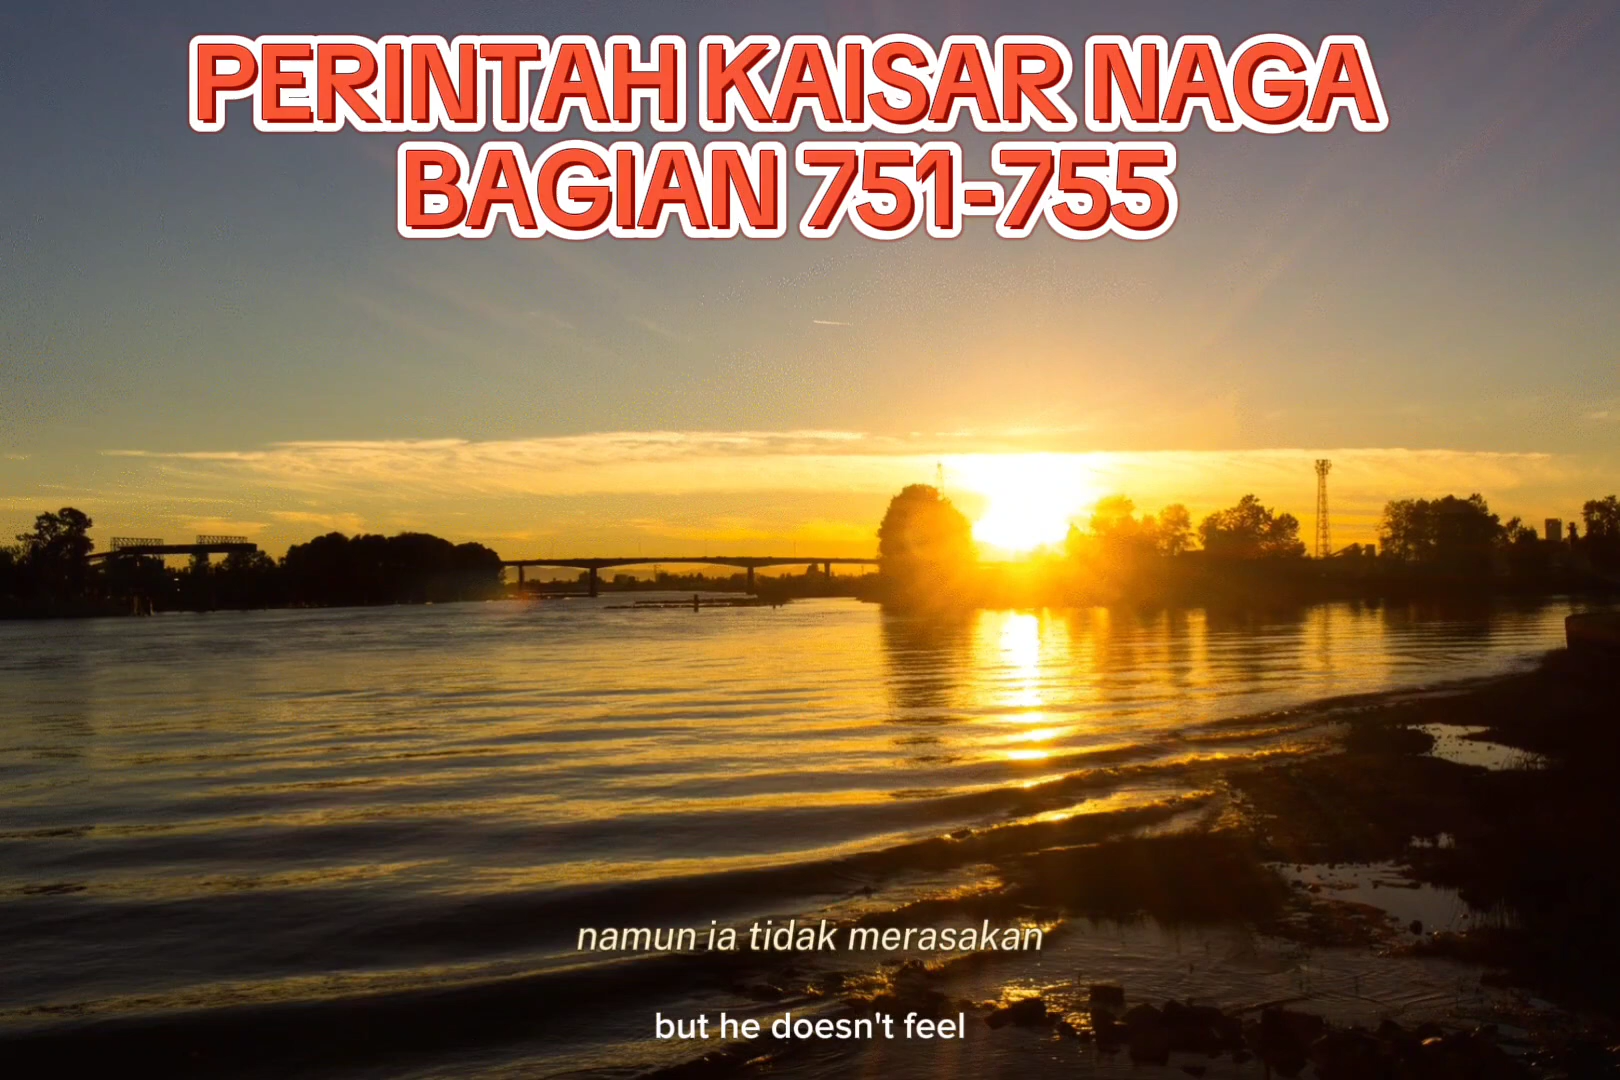 PERINTAH KAISAR NAGA
BAGIAN 751-755
namun ia tidak merasakan
but he doesn't feel